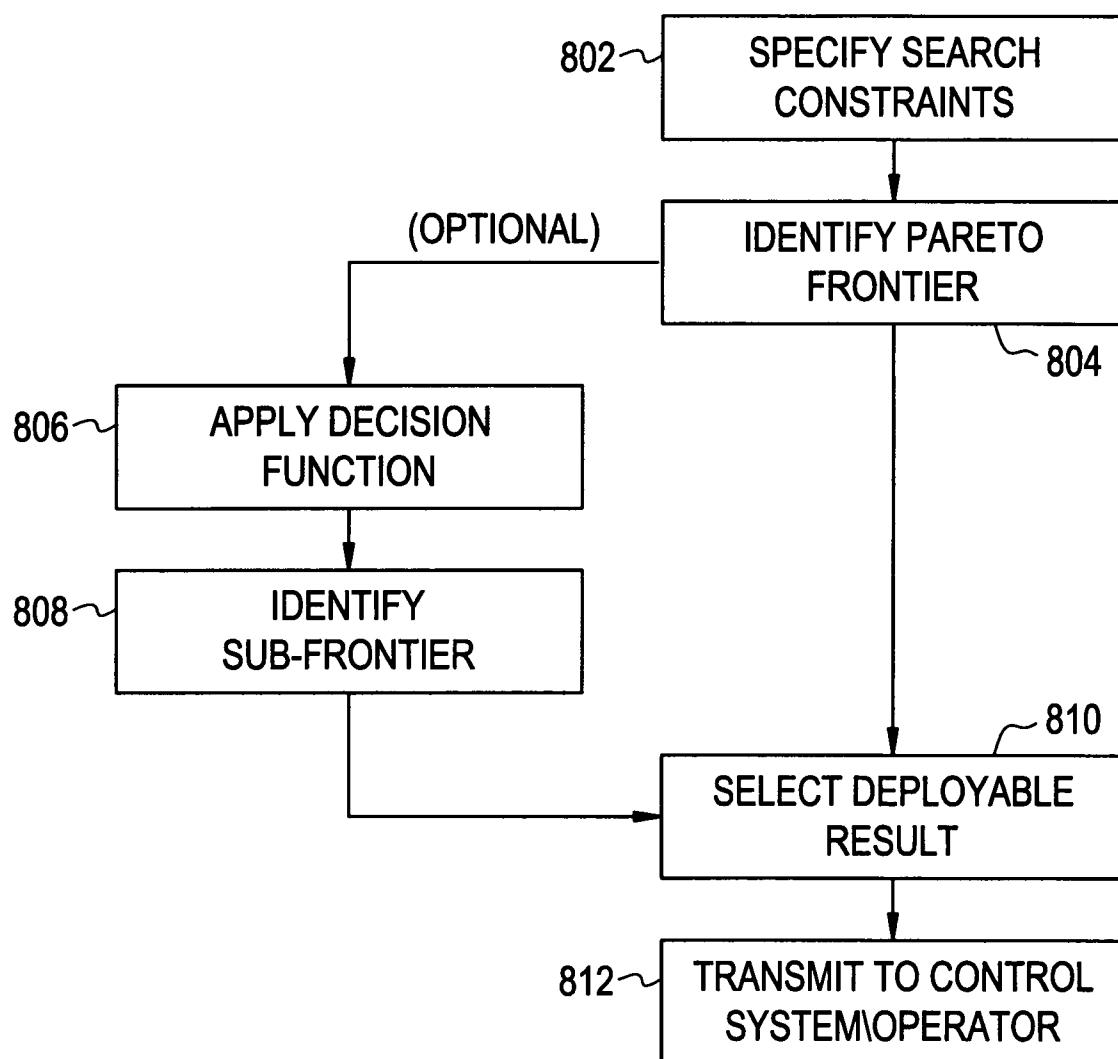 802
SPECIFY SEARCH
CONSTRAINTS
(OPTIONAL)
IDENTIFY PARETO
FRONTIER
804
806
APPLY DECISION
FUNCTION
808
IDENTIFY
SUB-FRONTIER
810
SELECT DEPLOYABLE
RESULT
812
TRANSMIT TO CONTROL
SYSTEM\OPERATOR